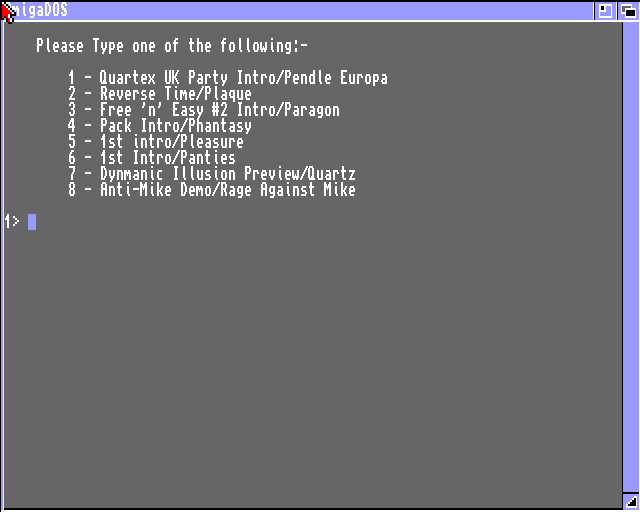 migaDOS
Please Type one of the following:-
1 - Quartex UK Party Intro/Pendle Europa
2 - Reverse Time/Plaque
3 - Free 'n' Easy #2 Intro/Paragon
4 - Pack Intro/Phantasy
5 - 1st intro/Pleasure
6 - 1st Intro/Panties
7 - Dynmanic Illusion Preview/Quartz
8 - Anti-Mike Demo/Rage Against Mike
1>